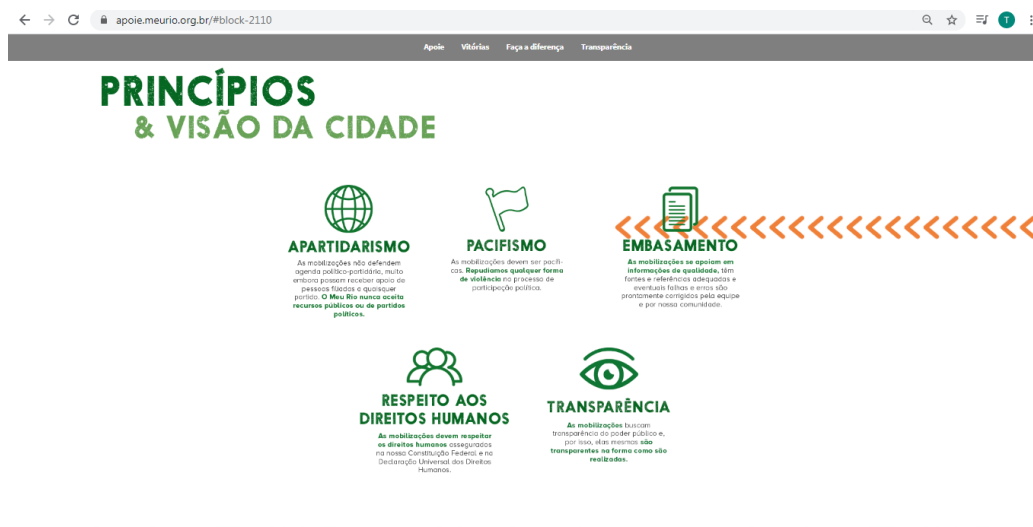 apoie.meurio.org.br/#block-2110
T
Apoie Vitórias Faça a diferença Transparência
PRINCÍPIOS
& VISÃO DA CIDADE
APARTIDARISMO
As mobilizações não defendem
agenda político-partidária, muito
embora possam receber apoio de
pessoas filiadas a quaisquer
partido. O Meu Rio nunca aceita
recursos públicos ou de partidos
políticos.
PACIFISMO
As mobilizações devem ser pacífi-
cas. Repudiamos qualquer forma
de violência no processo de
participação política.
EMBASAMENTO
As mobilizações se apoiam em
informações de qualidade, têm
fontes e referências adequadas e
eventuais falhas e erros são
prontamente corrigidos pela equipe
e por nossa comunidade.
RESPEITO AOS
DIREITOS HUMANOS
As mobilizações devem respeitar
os direitos humanos assegurados
na nossa Constituição Federal e na
Declaração Universal dos Direitos
Humanos.
TRANSPARÊNCIA
As mobilizações buscam
transparência do poder público e,
por isso, elas mesmas são
transparentes na forma como são
realizadas.